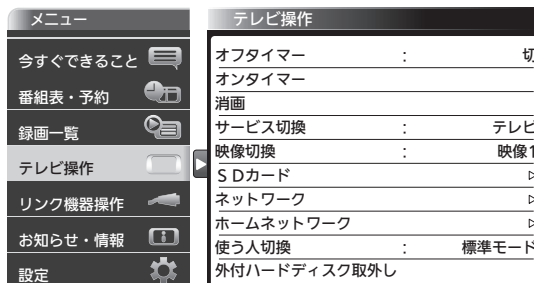 メニュー
今すぐできること
番組表・予約
録画一覧
テレビ操作
リンク機器操作
お知らせ・情報
設定
テレビ操作
オフタイマー : 切
オンタイマー
消画
サービス切換 : テレビ
映像切換 : 映像1
SDカード
ネットワーク
ホームネットワーク
使う人切換 : 標準モード
外付ハードディスク取外し